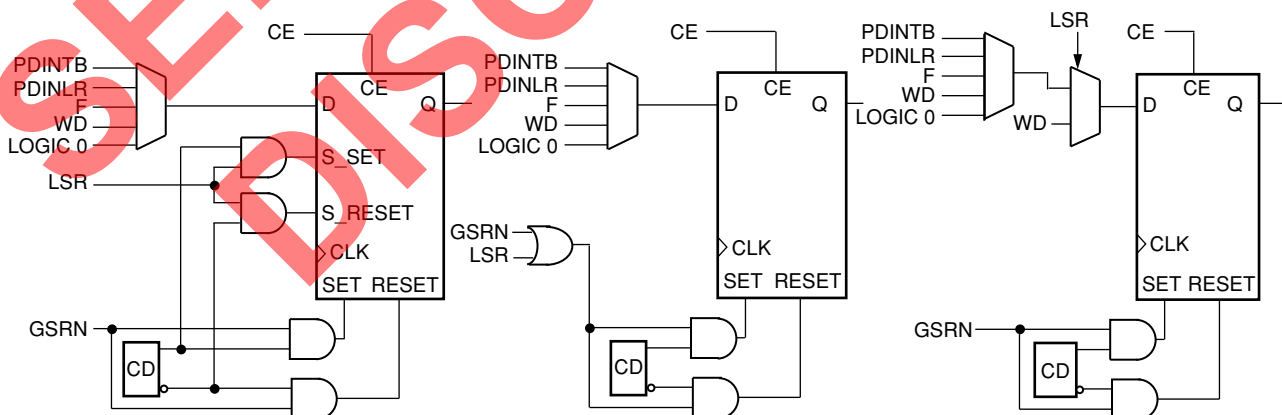 CE
PDINTB
PDINLR
F
WD
LOGIC 0
LSR
CE
D
Q
S_SET
S_RESET
CLK
SET RESET
GSRN
CD
CE
PDINTB
PDINLR
F
WD
LOGIC 0
CE
D
Q
GSRN
LSR
CLK
SET RESET
CD
LSR
CE
PDINTB
PDINLR
F
WD
LOGIC 0
WD
CE
D
Q
CLK
SET RESET
GSRN
CD